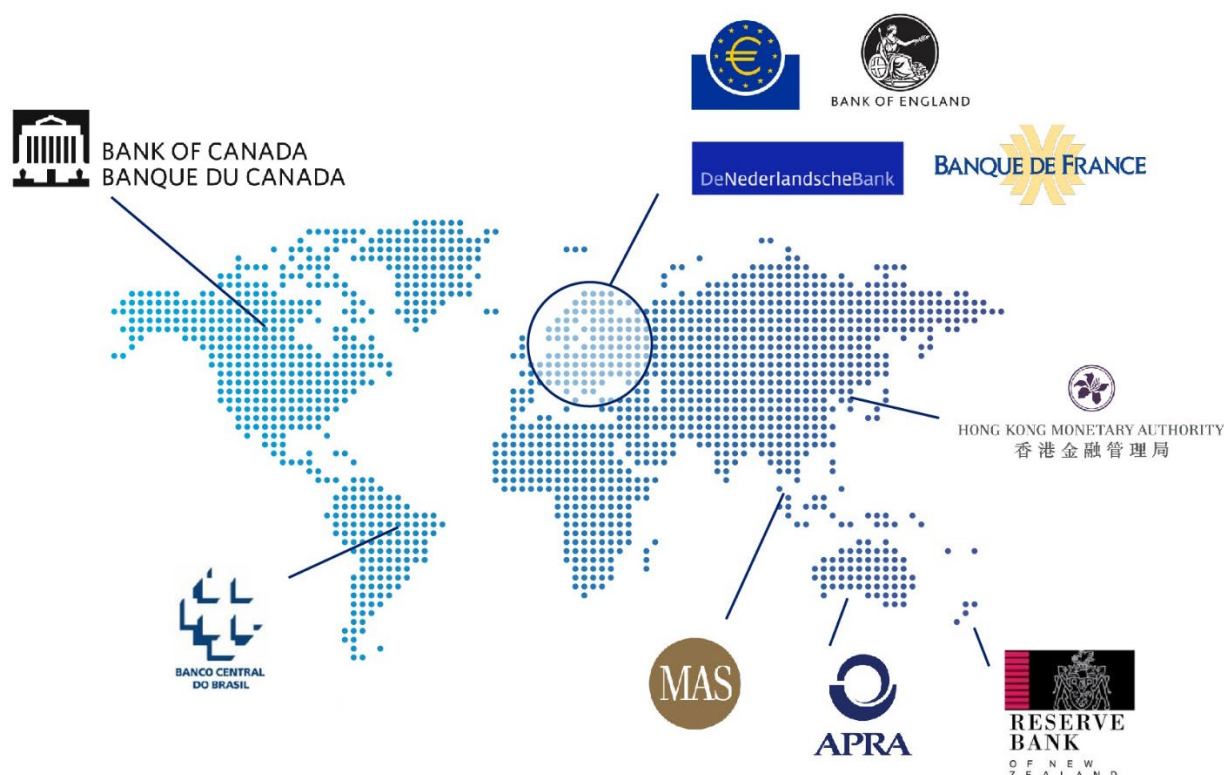 €
BANK OF ENGLAND
BANK OF CANADA
BANQUE DU CANADA
DeNederlandscheBank
BANQUE DE FRANCE
HONG KONG MONETARY AUTHORITY
香港金融管理局
BANCO CENTRAL
DO BRASIL
MAS
APRA
RESERVE
BANK
OF NEW
ZEALAND